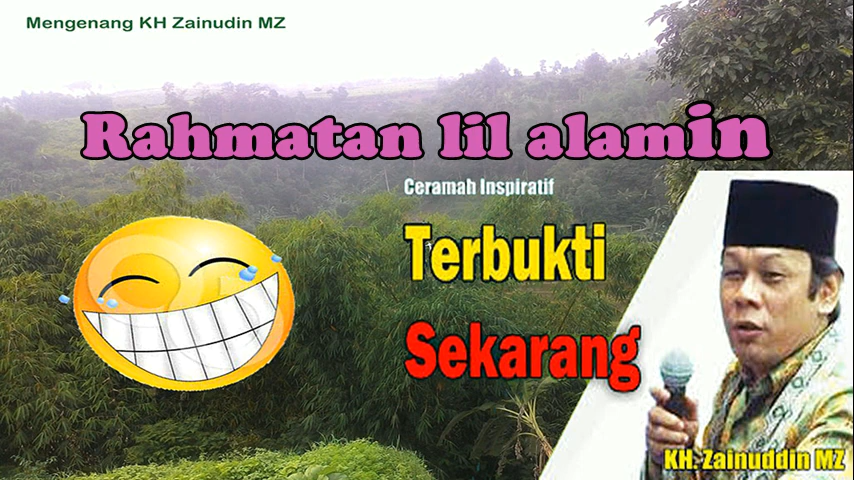 Mengenang KH Zainudin MZ
Rahmatan lil alamin
Ceramah Inspiratif
Terbukti
Sekarang
KH. Zainuddin MZ